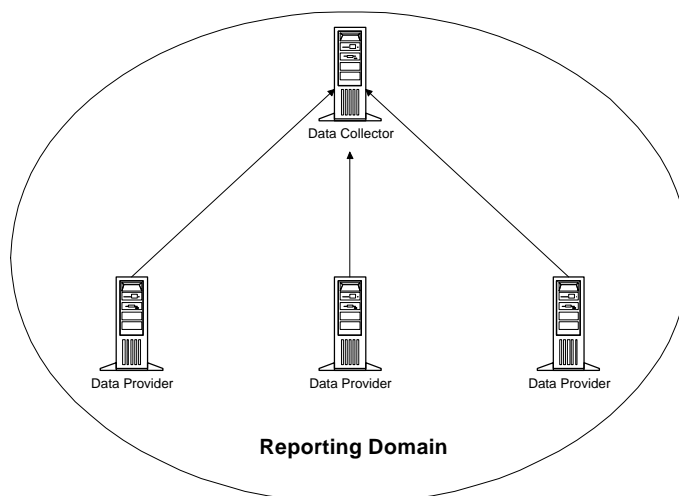 Data Collector
Data Provider
Data Provider
Data Provider
Reporting Domain